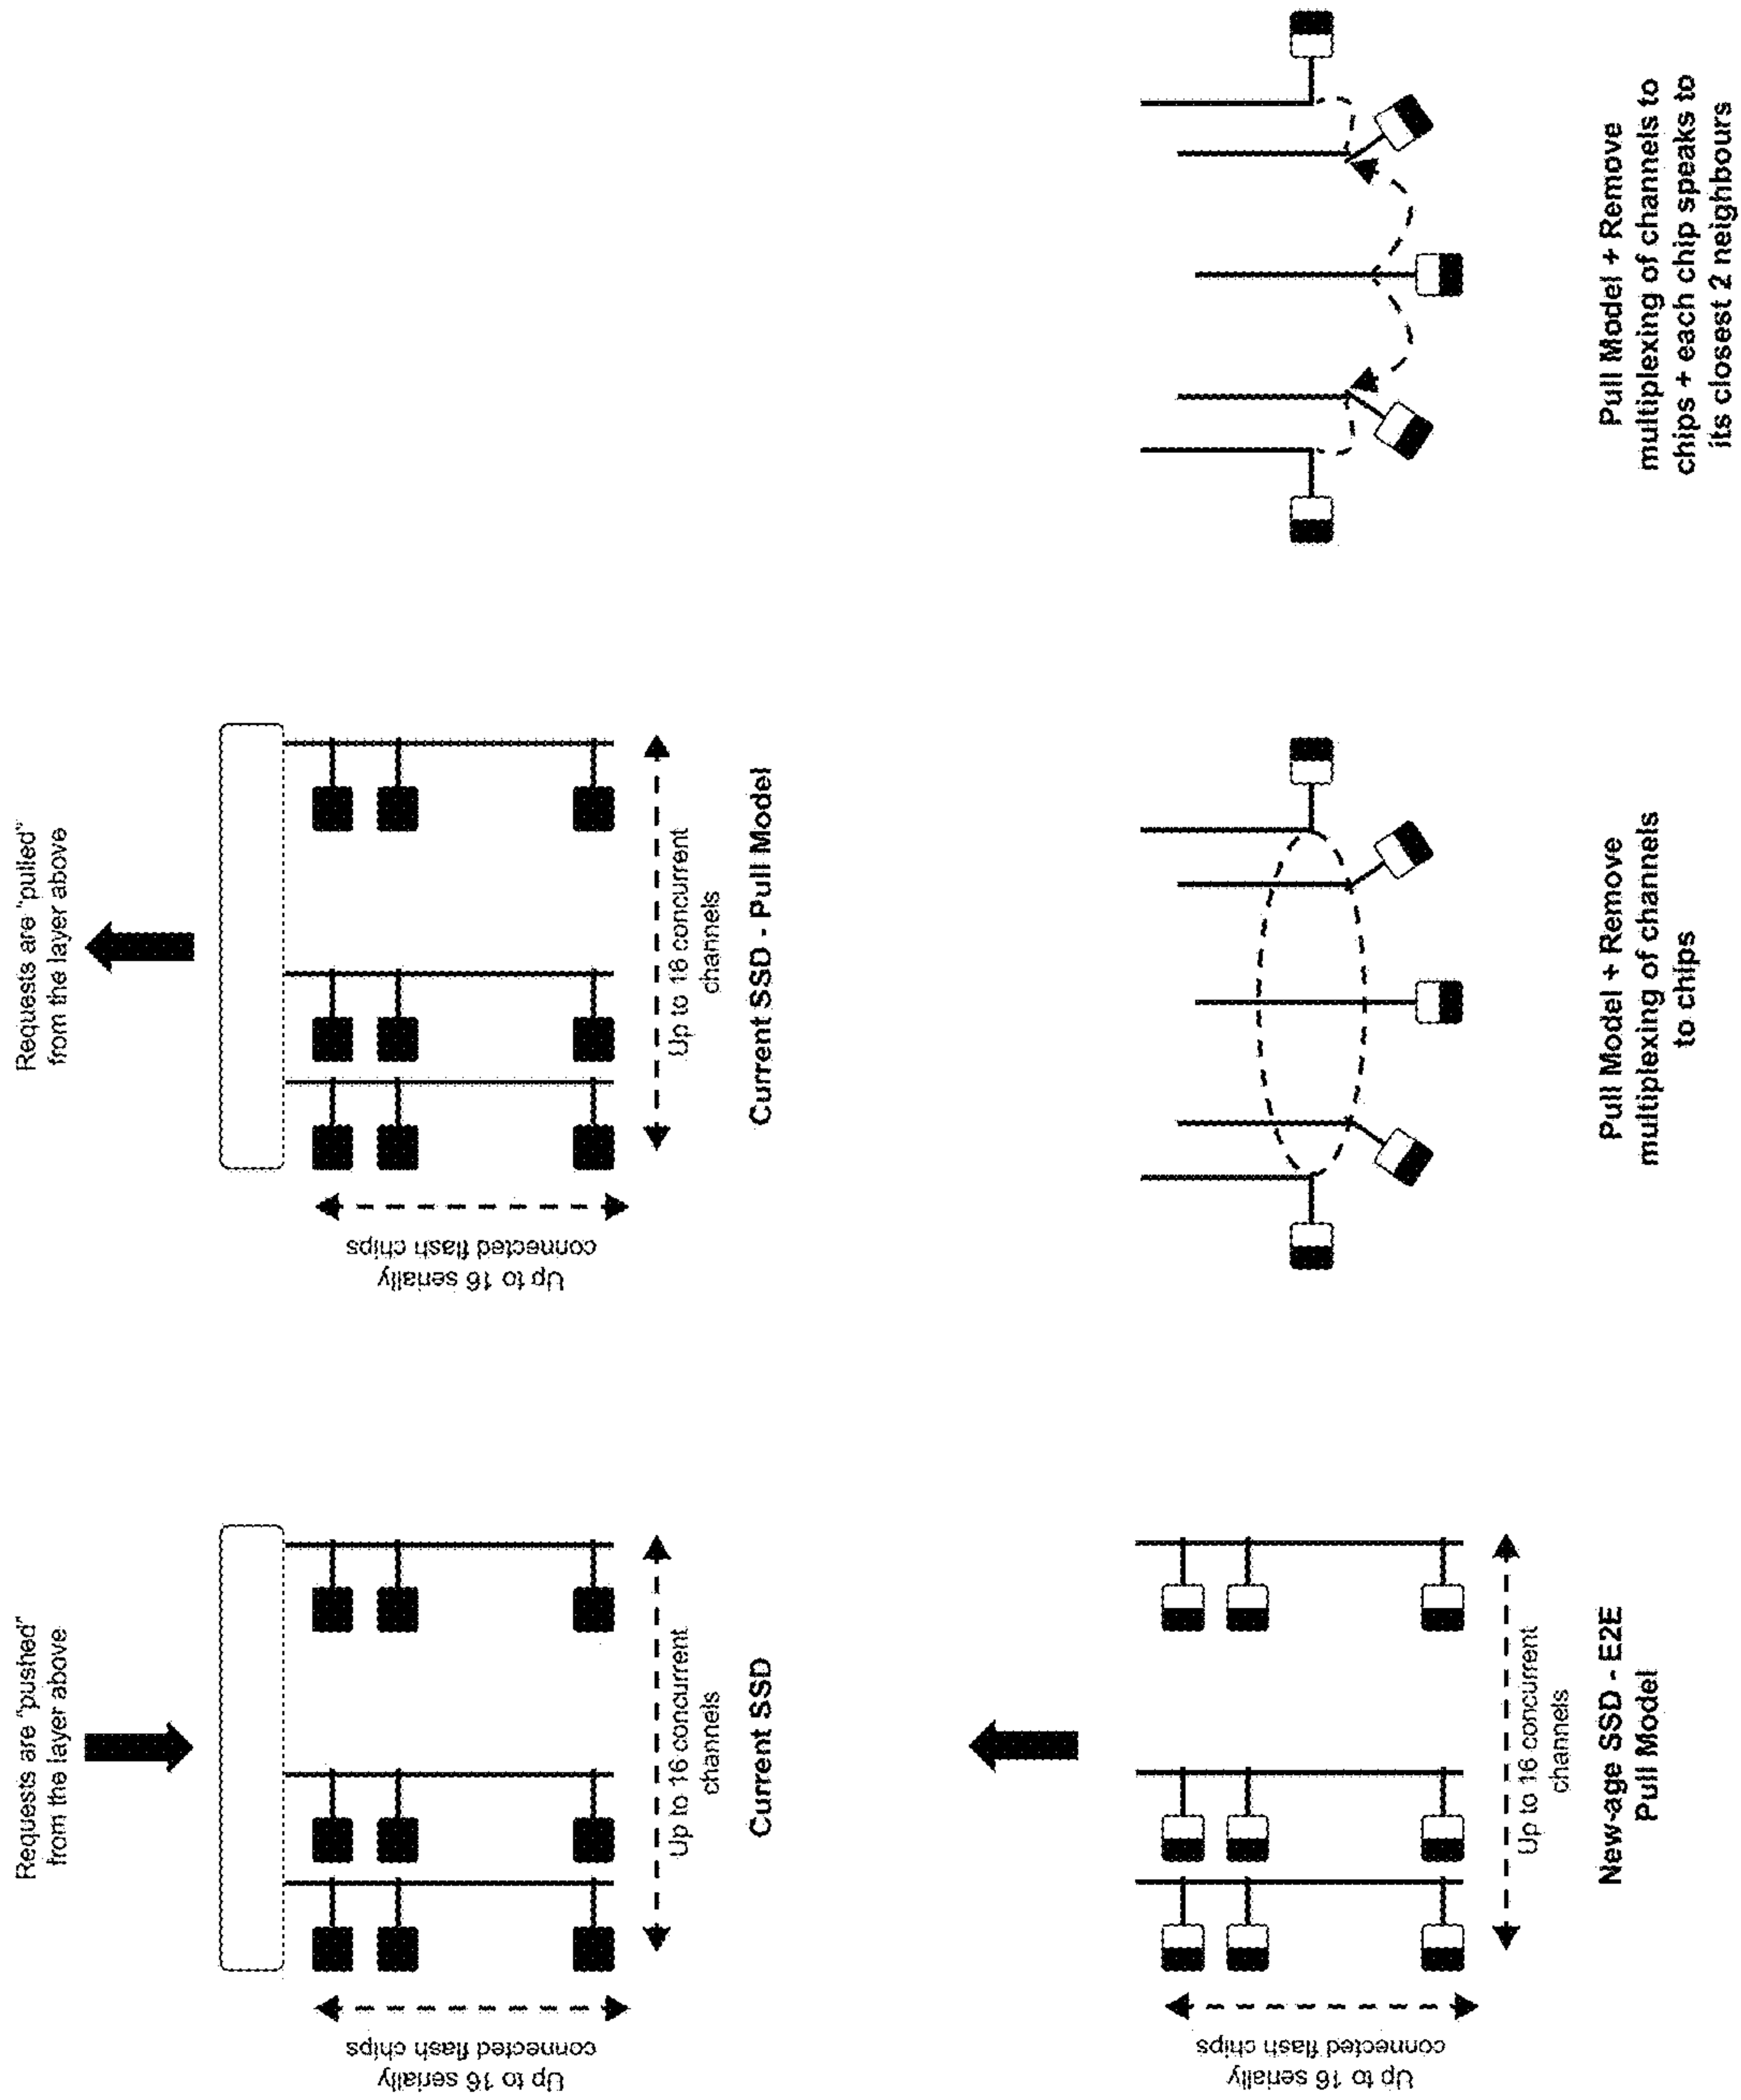 Requests are "pushed"
from the layer above
Up to 16 serially
connected flash chips
Up to 16 concurrent
channels
Current SSD
Requests are "pulled"
from the layer above
Up to 16 serially
connected flash chips
Up to 16 concurrent
channels
Current SSD - Pull Model
Up to 16 serially
connected flash chips
Up to 16 concurrent
channels
New-age SSD - E2E
Pull Model
Pull Model + Remove
multiplexing of channels
to chips
Pull Model + Remove
multiplexing of channels to
chips + each chip speaks to
its closest 2 neighbours